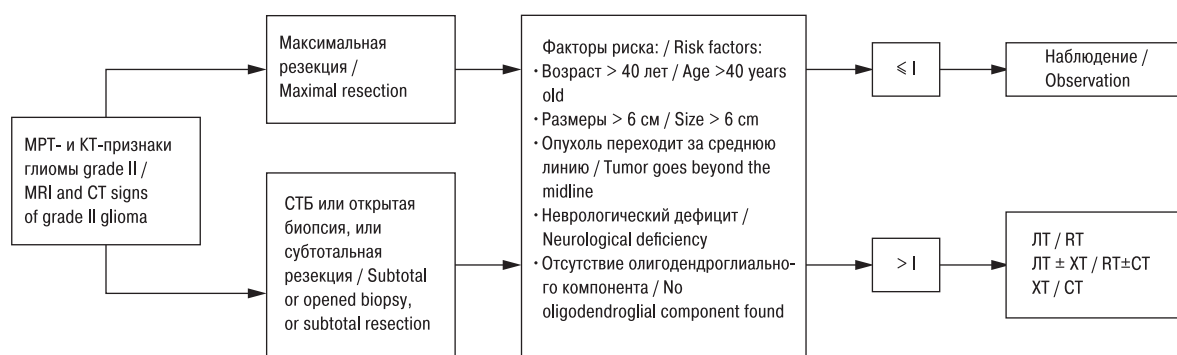 МРТ- и КТ-признаки
глиомы grade II /
MRI and CT signs
of grade II glioma
Максимальная
резекция /
Maximal resection
СТБ или открытая
биопсия, или
субтотальная
резекция / Subtotal
or opened biopsy,
or subtotal resection
Факторы риска: / Risk factors:
· Возраст > 40 лет / Age >40 years
old
· Размеры > 6 см / Size > 6 cm
· Опухоль переходит за среднюю
линию / Tumor goes beyond the
midline
· Неврологический дефицит /
Neurological deficiency
· Отсутствие олигодендроглиально-
го компонента / No
oligodendroglial component found
⩽ I
Наблюдение /
Observation
> I
ЛТ / RT
ЛТ ± ХТ / RT±CT
ХТ / CT